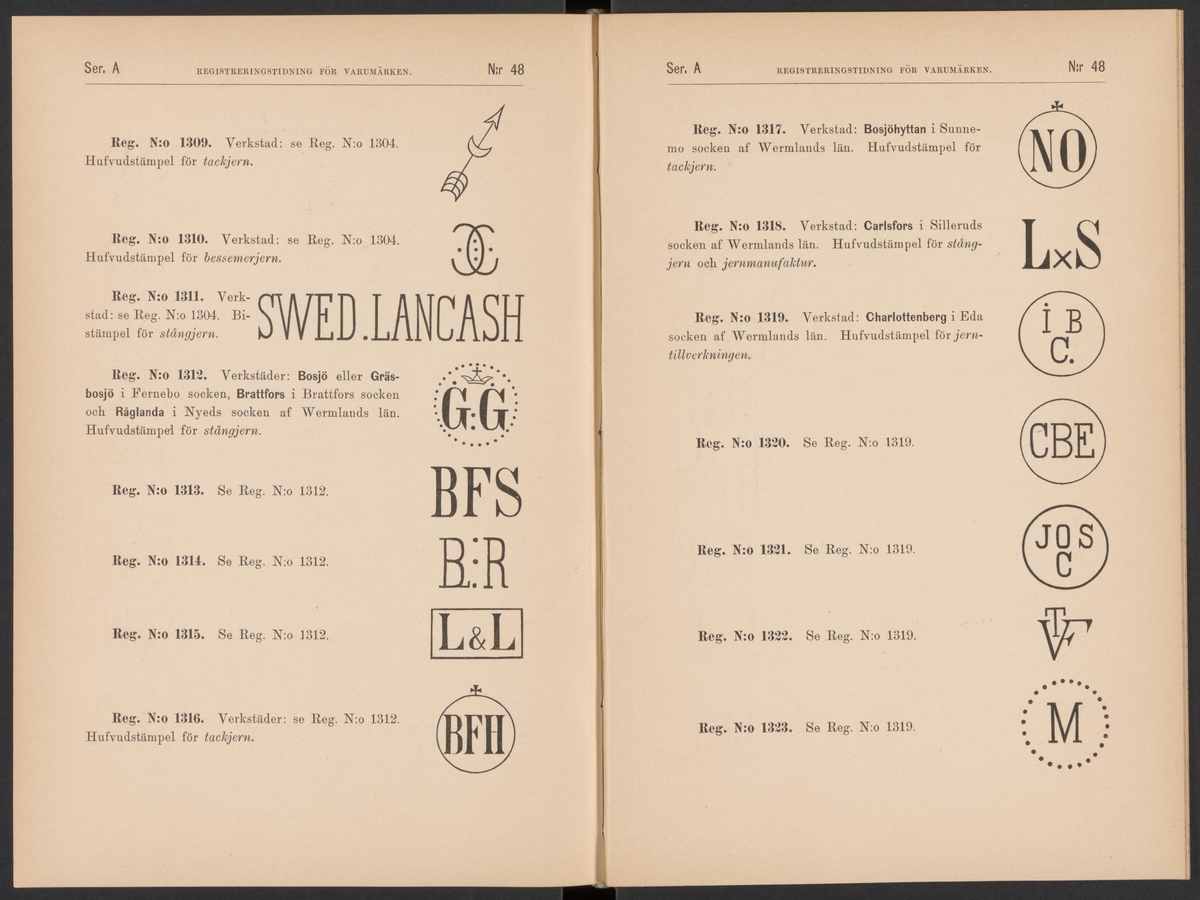 Ser. A REGISTRERINGSTIDNING FÖR VARUMÄRKEN. N:r 48
Reg. N:o 1309. Verkstad: se Reg. N:o 1304.
Hufvudstämpel för tackjern.
Reg. N:o 1310. Verkstad: se Reg. N:o 1304.
Hufvudstämpel för bessemerjern.
Reg. N:o 1311. Verk-
stad: se Reg. N:o 1304. Bi-
stämpel för stångjern.
SWED.LANCASH
Reg. N:o 1312. Verkstäder: Bosjö eller Gräs-
bosjö i Fernebo socken, Brattfors i Brattfors socken
och Råglanda i Nyeds socken af Wermlands län.
Hufvudstämpel för stångjern.
G:G
Reg. N:o 1313. Se Reg. N:o 1312.
BFS
Reg. N:o 1314. Se Reg. N:o 1312.
Reg. N:o 1315. Se Reg. N:o 1312.
L&L
Reg. N:o 1316. Verkstäder: se Reg. N:o 1312.
Hufvudstämpel för tackjern.
BFH
Ser. A REGISTRERINGSTIDNING FÖR VARUMÄRKEN. N:r 48
Reg. N:o 1317. Verkstad: Bosjöhyttan i Sunne-
mo socken af Wermlands län. Hufvudstämpel för
tackjern.
NO
Reg. N:o 1318. Verkstad: Carlsfors i Silleruds
socken af Wermlands län. Hufvudstämpel för stång-
jern och jernmanufaktur.
LxS
Reg. N:o 1319. Verkstad: Charlottenberg i Eda
socken af Wermlands län. Hufvudstämpel för jern-
tillverkningen.
İ B
C.
Reg. N:o 1320. Se Reg. N:o 1319.
CBE
Reg. N:o 1321. Se Reg. N:o 1319.
JOS
C
Reg. N:o 1322. Se Reg. N:o 1319.
Reg. N:o 1323. Se Reg. N:o 1319.
M